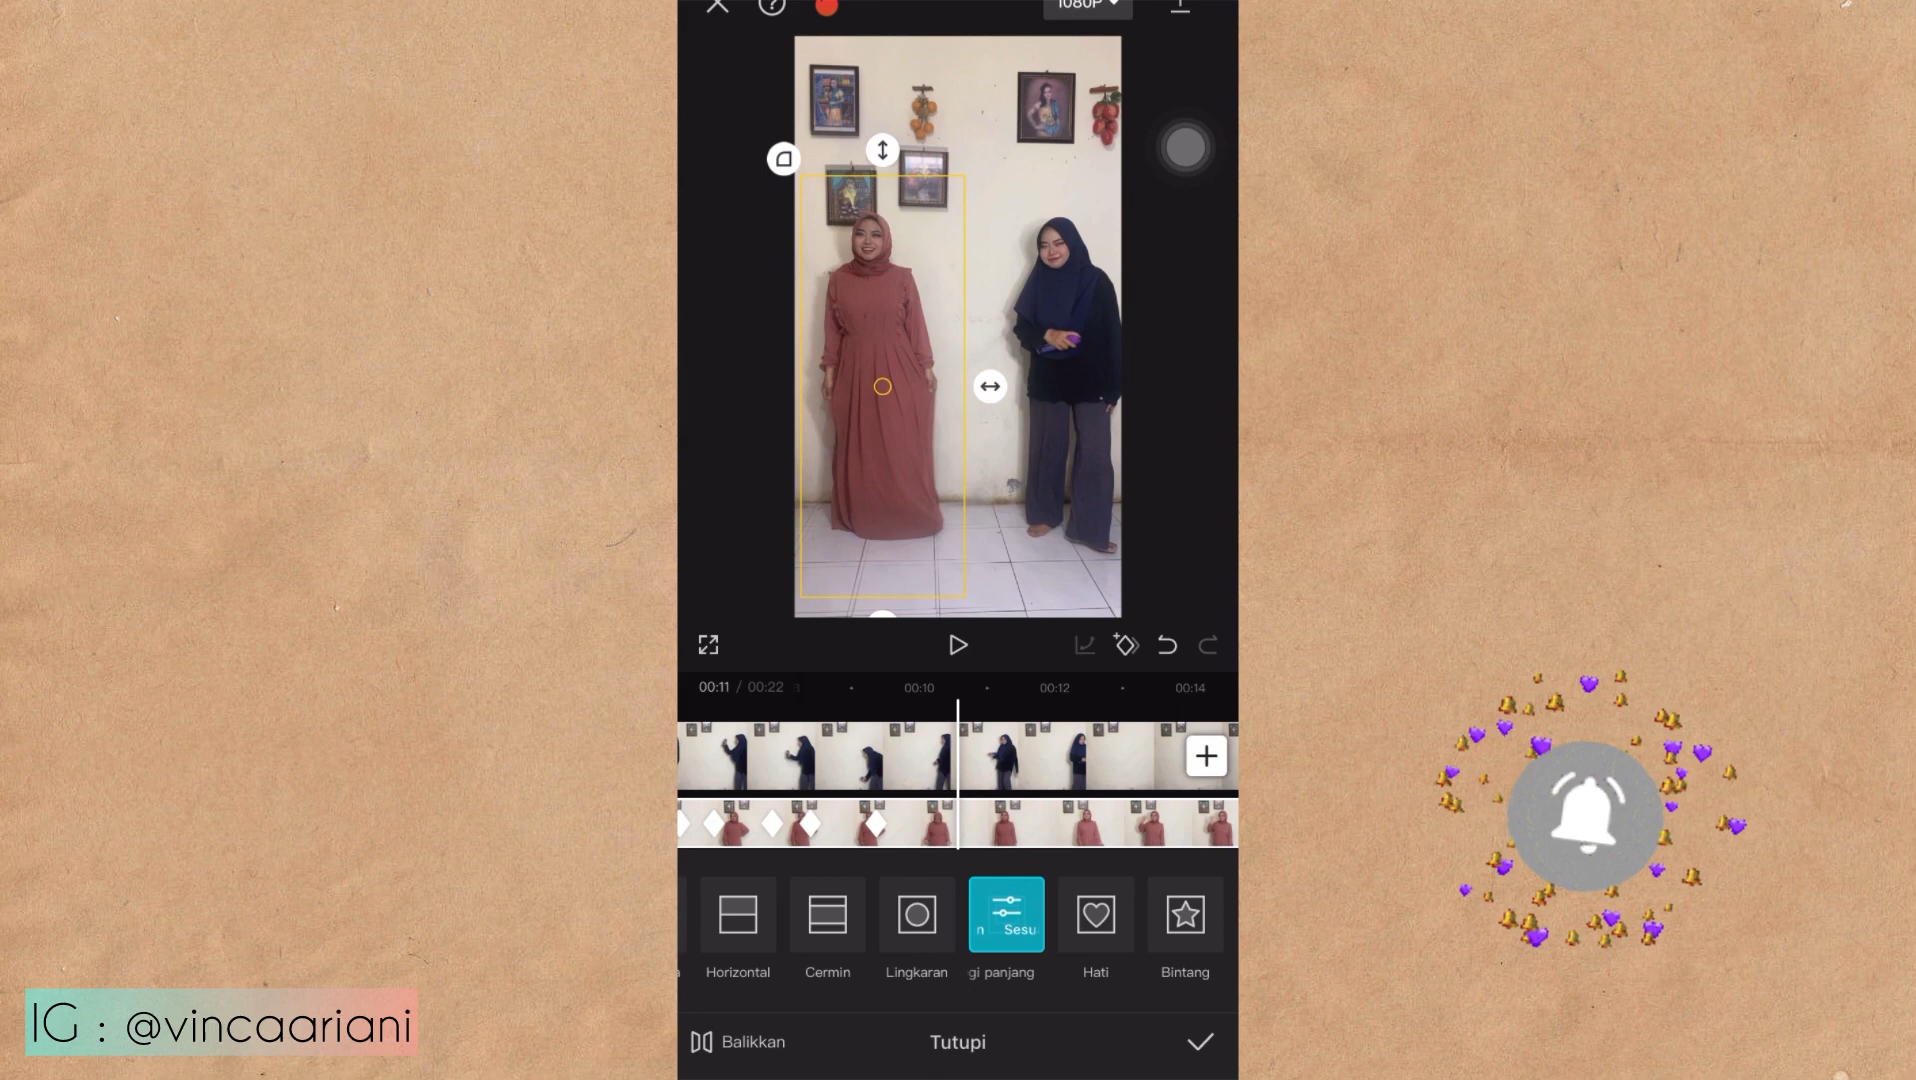 1080P
00:11 / 00:22
00:10
00:12
00:14
n Sesu
Horizontal
Cermin
Lingkaran
gi panjang
Hati
Bintang
Balikkan
Tutupi
IG : @vincaariani